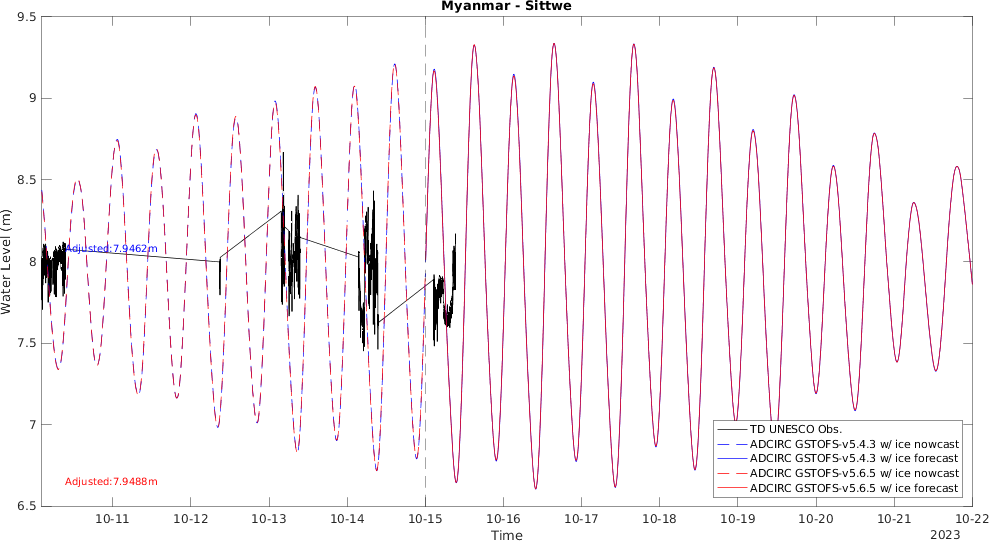 Myanmar - Sittwe
9.5
9
8.5
8
7.5
7
6.5
Water Level (m)
Adjusted:7.9462m
Adjusted:7.9488m
TD UNESCO Obs.
ADCIRC GSTOFS-v5.4.3 w/ ice nowcast
ADCIRC GSTOFS-v5.4.3 w/ ice forecast
ADCIRC GSTOFS-v5.6.5 w/ ice nowcast
ADCIRC GSTOFS-v5.6.5 w/ ice forecast
10-11 10-12 10-13 10-14 10-15 10-16 10-17 10-18 10-19 10-20 10-21 10-22
Time
2023